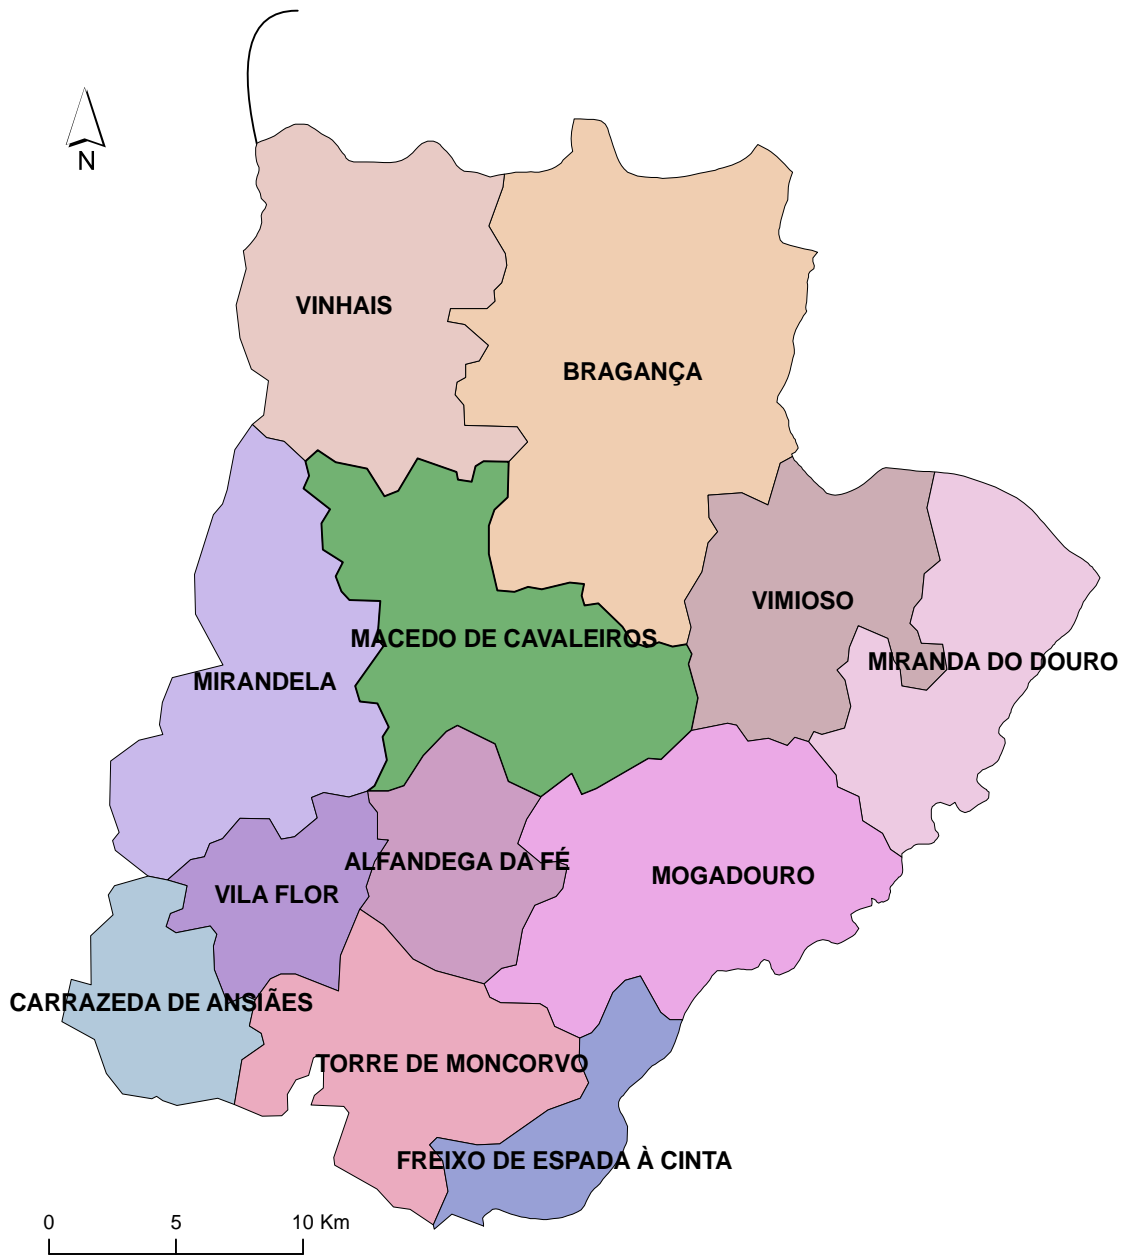 N
VINHAIS
BRAGANÇA
VIMIOSO
MACEDO DE CAVALEIROS
MIRANDA DO DOURO
MIRANDELA
ALFANDEGA DA FÉ
MOGADOURO
VILA FLOR
CARRAZEDA DE ANSIÃES
TORRE DE MONCORVO
FREIXO DE ESPADA À CINTA
0 5 10 Km